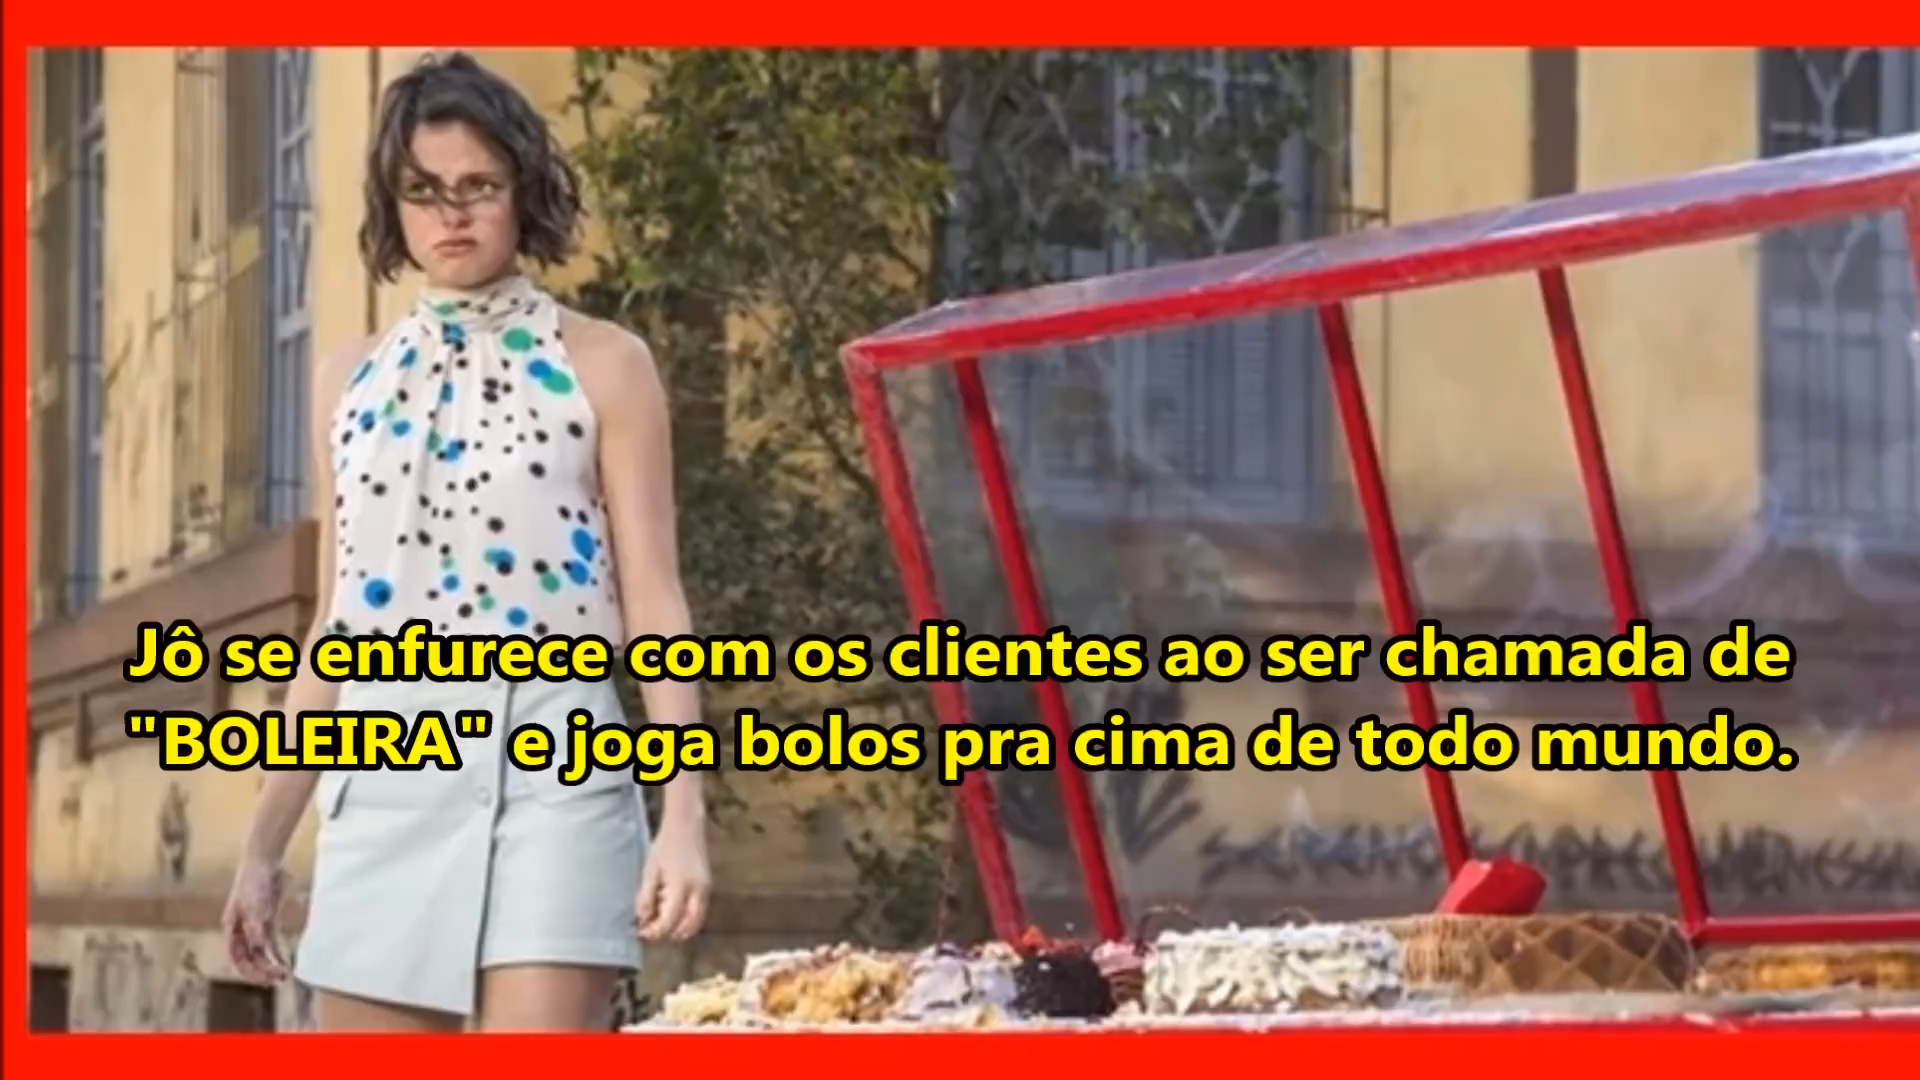 Jô se enfurece com os clientes ao ser chamada de
"BOLEIRA" e joga bolos pra cima de todo mundo.